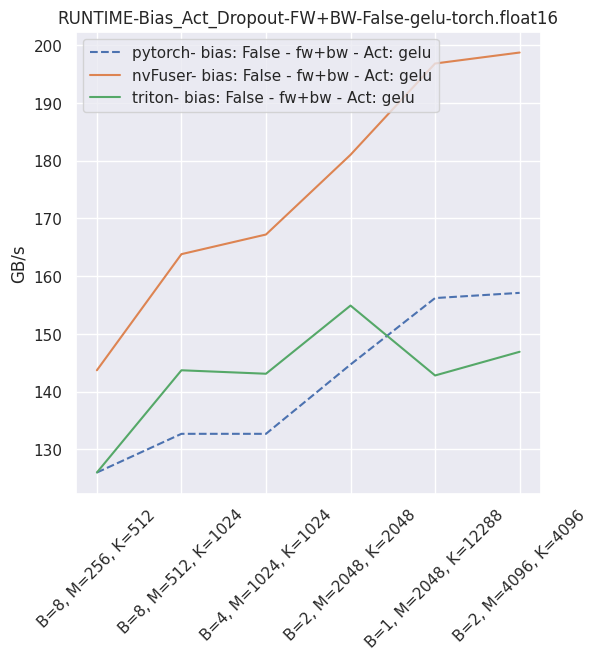 RUNTIME-Bias_Act_Dropout-FW+BW-False-gelu-torch.float16
pytorch- bias: False - fw+bw - Act: gelu
nvFuser- bias: False - fw+bw - Act: gelu
triton- bias: False - fw+bw - Act: gelu
GB/s
200
190
180
170
160
150
140
130
B=8, M=256, K=512
B=8, M=512, K=1024
B=4, M=1024, K=1024
B=2, M=2048, K=2048
B=1, M=2048, K=12288
B=2, M=4096, K=4096